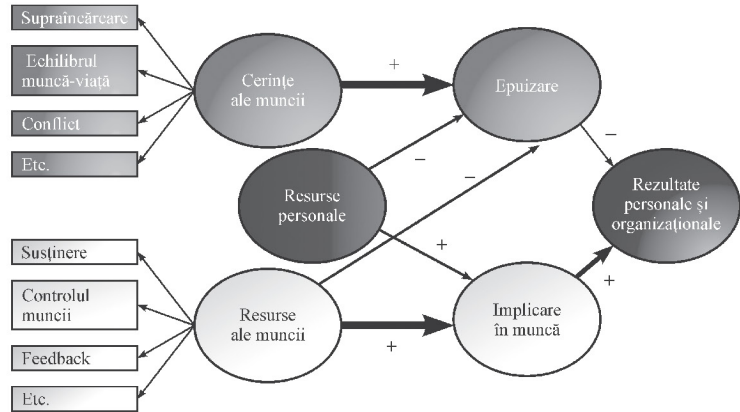 Supraîncărcare
Echilibrul
muncă-viață
Conflict
Etc.
Cerințe
ale muncii
+
Epuizare
−
Resurse
personale
−
−
+
Rezultate
personale și
organizaționale
Susținere
Controlul
muncii
Feedback
Etc.
Resurse
ale muncii
+
Implicare
în muncă
+